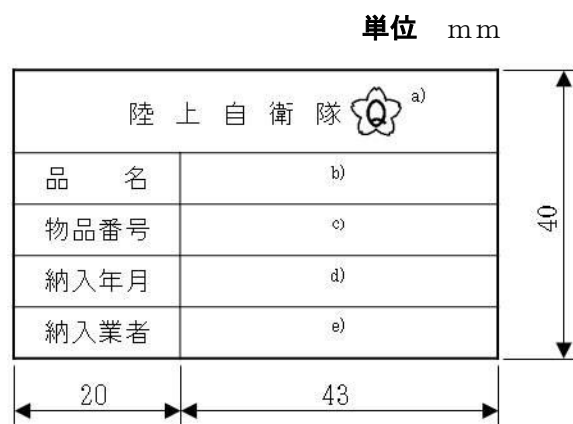 単位 mm
陸上自衛隊 Q a)
品名 b)
物品番号 c)
納入年月 d)
納入業者 e)
40
20 43